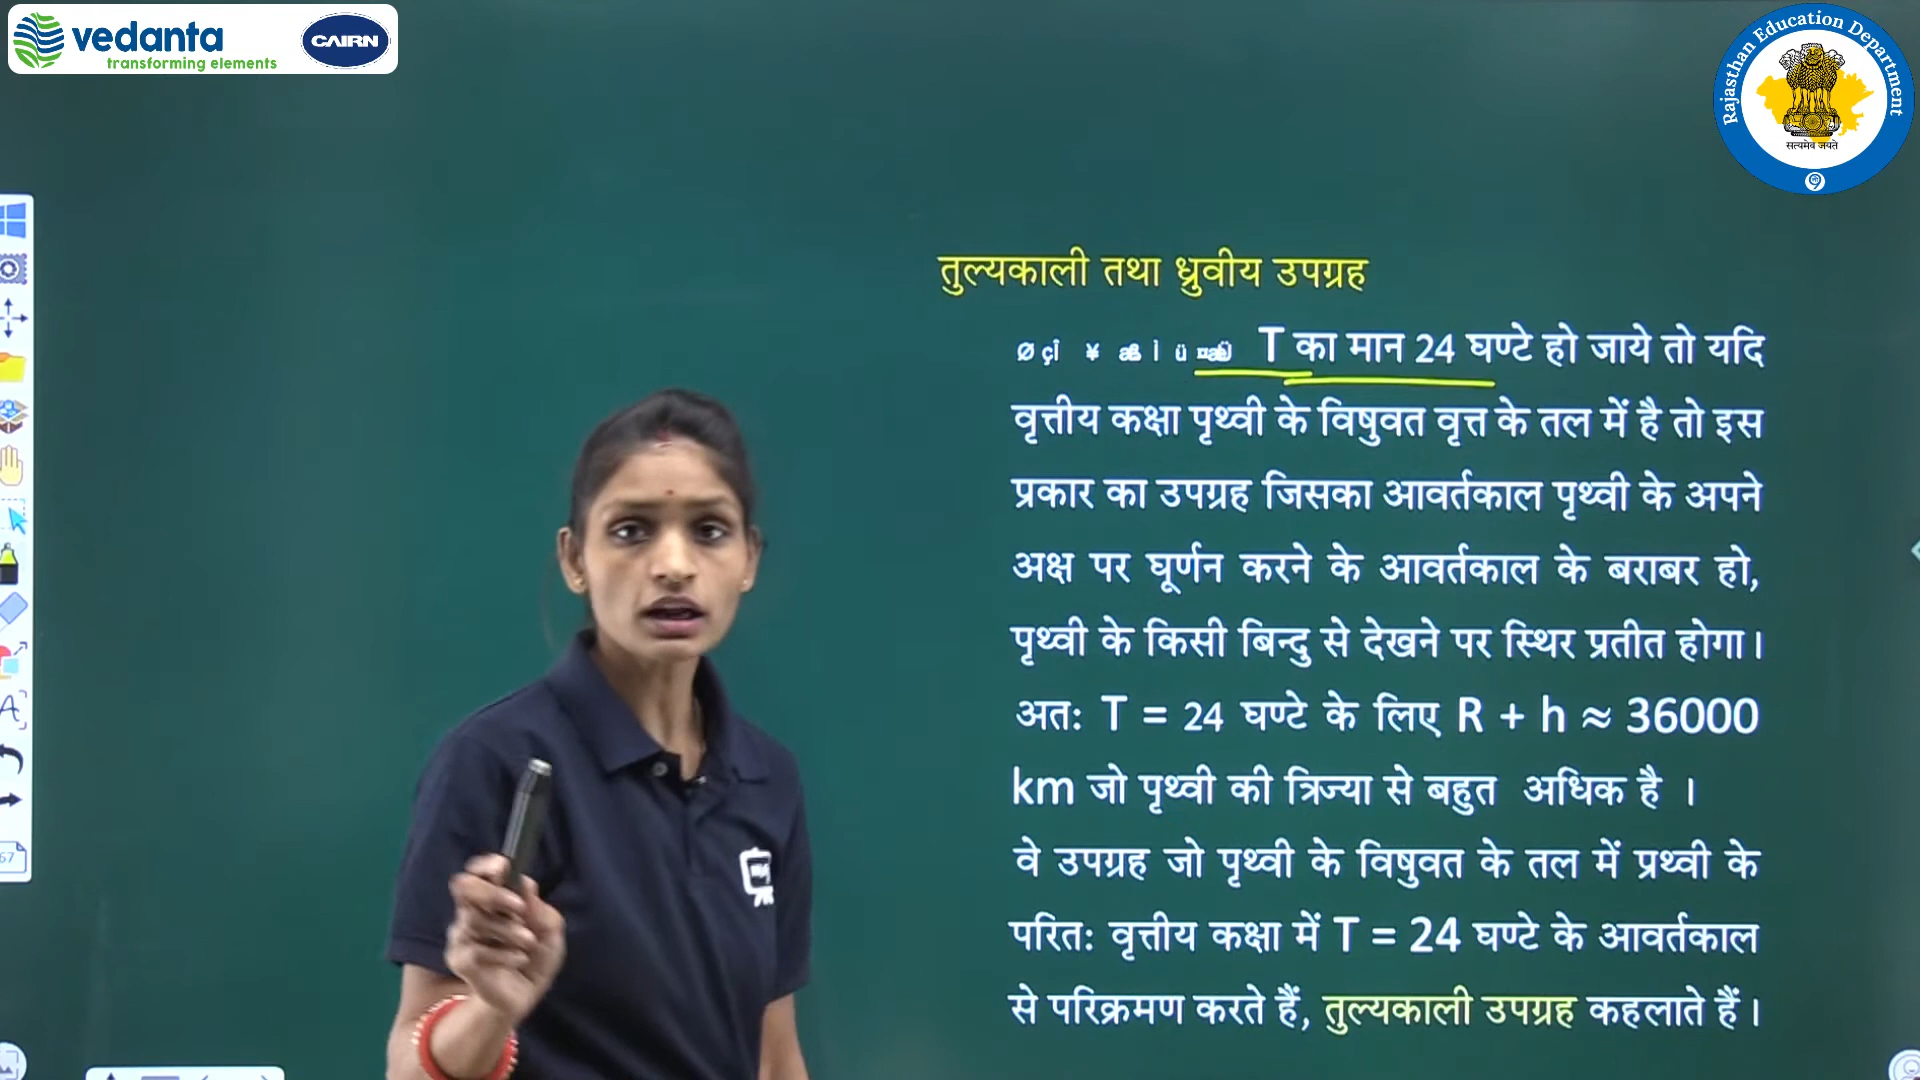 vedanta
transforming elements
CAIRN
Rajasthan Education Department
सत्यमेव जयते
तुल्यकाली तथा ध्रुवीय उपग्रह
T का मान 24 घण्टे हो जाये तो यदि
वृत्तीय कक्षा पृथ्वी के विषुवत वृत्त के तल में है तो इस
प्रकार का उपग्रह जिसका आवर्तकाल पृथ्वी के अपने
अक्ष पर घूर्णन करने के आवर्तकाल के बराबर हो,
पृथ्वी के किसी बिन्दु से देखने पर स्थिर प्रतीत होगा।
अत: T = 24 घण्टे के लिए R + h ≈ 36000
km जो पृथ्वी की त्रिज्या से बहुत अधिक है ।
वे उपग्रह जो पृथ्वी के विषुवत के तल में प्रथ्वी के
परित: वृत्तीय कक्षा में T = 24 घण्टे के आवर्तकाल
से परिक्रमण करते हैं, तुल्यकाली उपग्रह कहलाते हैं।
67